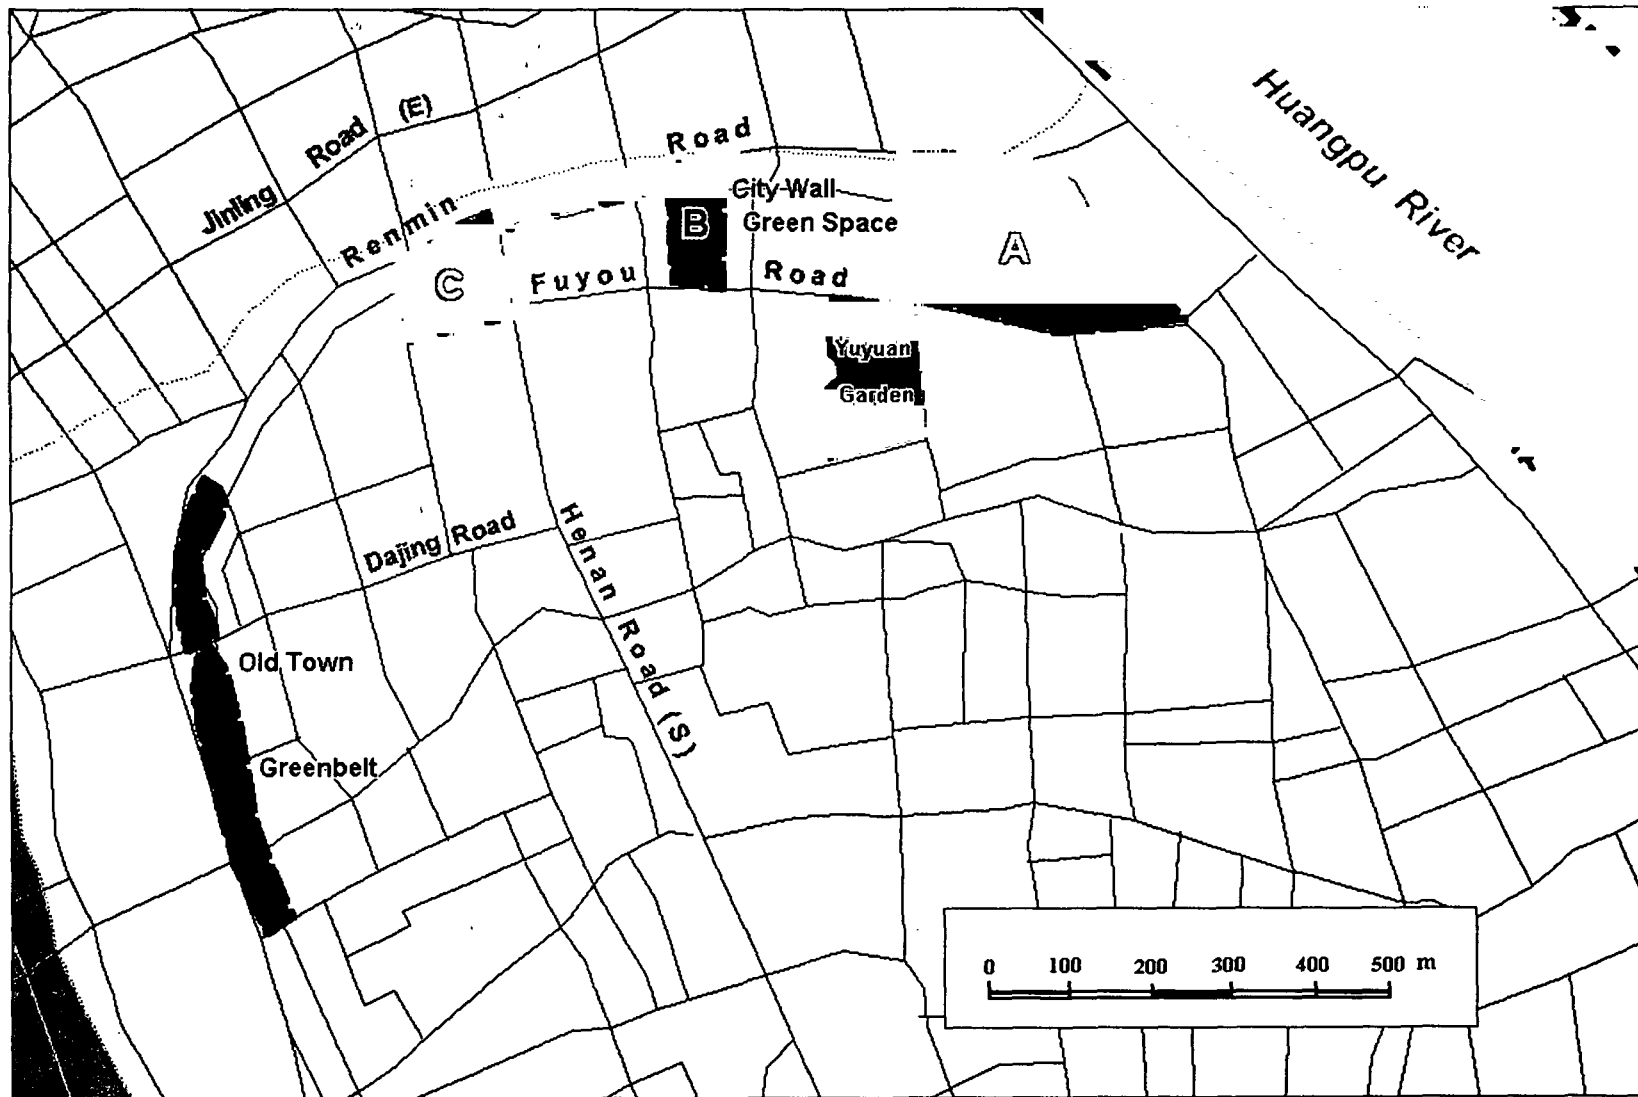 Huangpu River
Jinling Road (E)
Renmin Road
City Wall
Green Space
A
B
C
Fuyou Road
Yuyuan
Garden
Dajing Road
Henan Road (S)
Old Town
Greenbelt
0 100 200 300 400 500 m